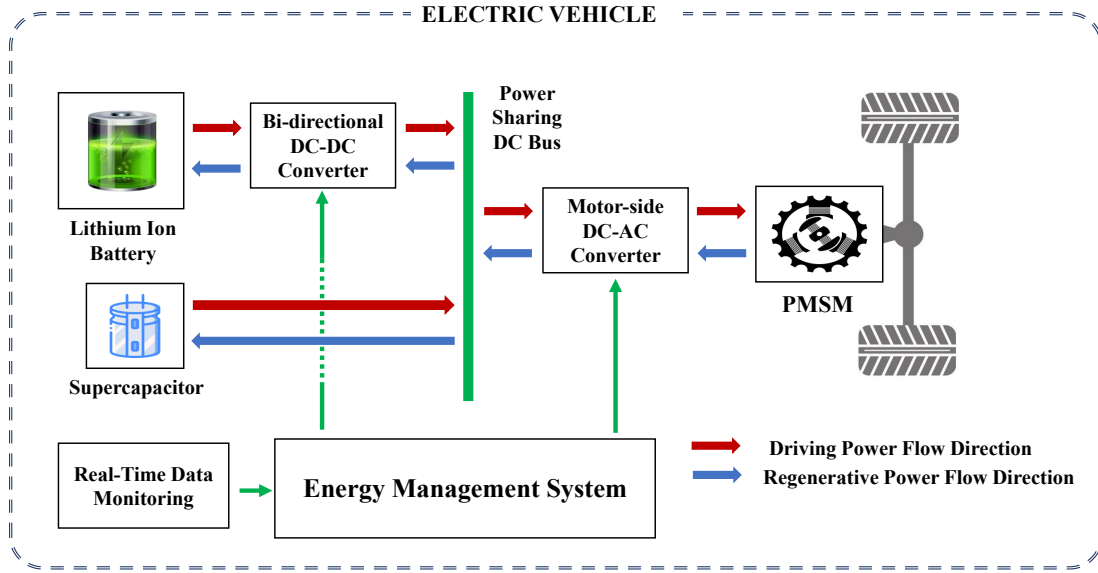 ELECTRIC VEHICLE
Bi-directional
DC-DC
Converter
Power
Sharing
DC Bus
Lithium Ion
Battery
Motor-side
DC-AC
Converter
PMSM
Supercapacitor
Real-Time Data
Monitoring
Energy Management System
Driving Power Flow Direction
Regenerative Power Flow Direction